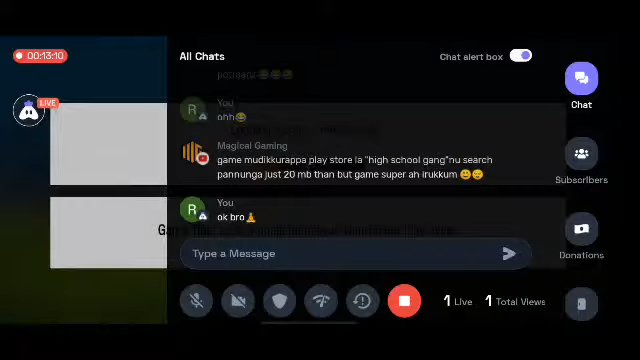 00:13:10
All Chats
Chat alert box
LIVE
You
ohh😂
Chat
Magical Gaming
game mudikkurappa play store la "high school gang"nu search
pannunga just 20 mb than but game super ah irukkum 😃😉
Subscribers
You
ok bro🙏
Type a Message
Donations
1 Live 1 Total Views